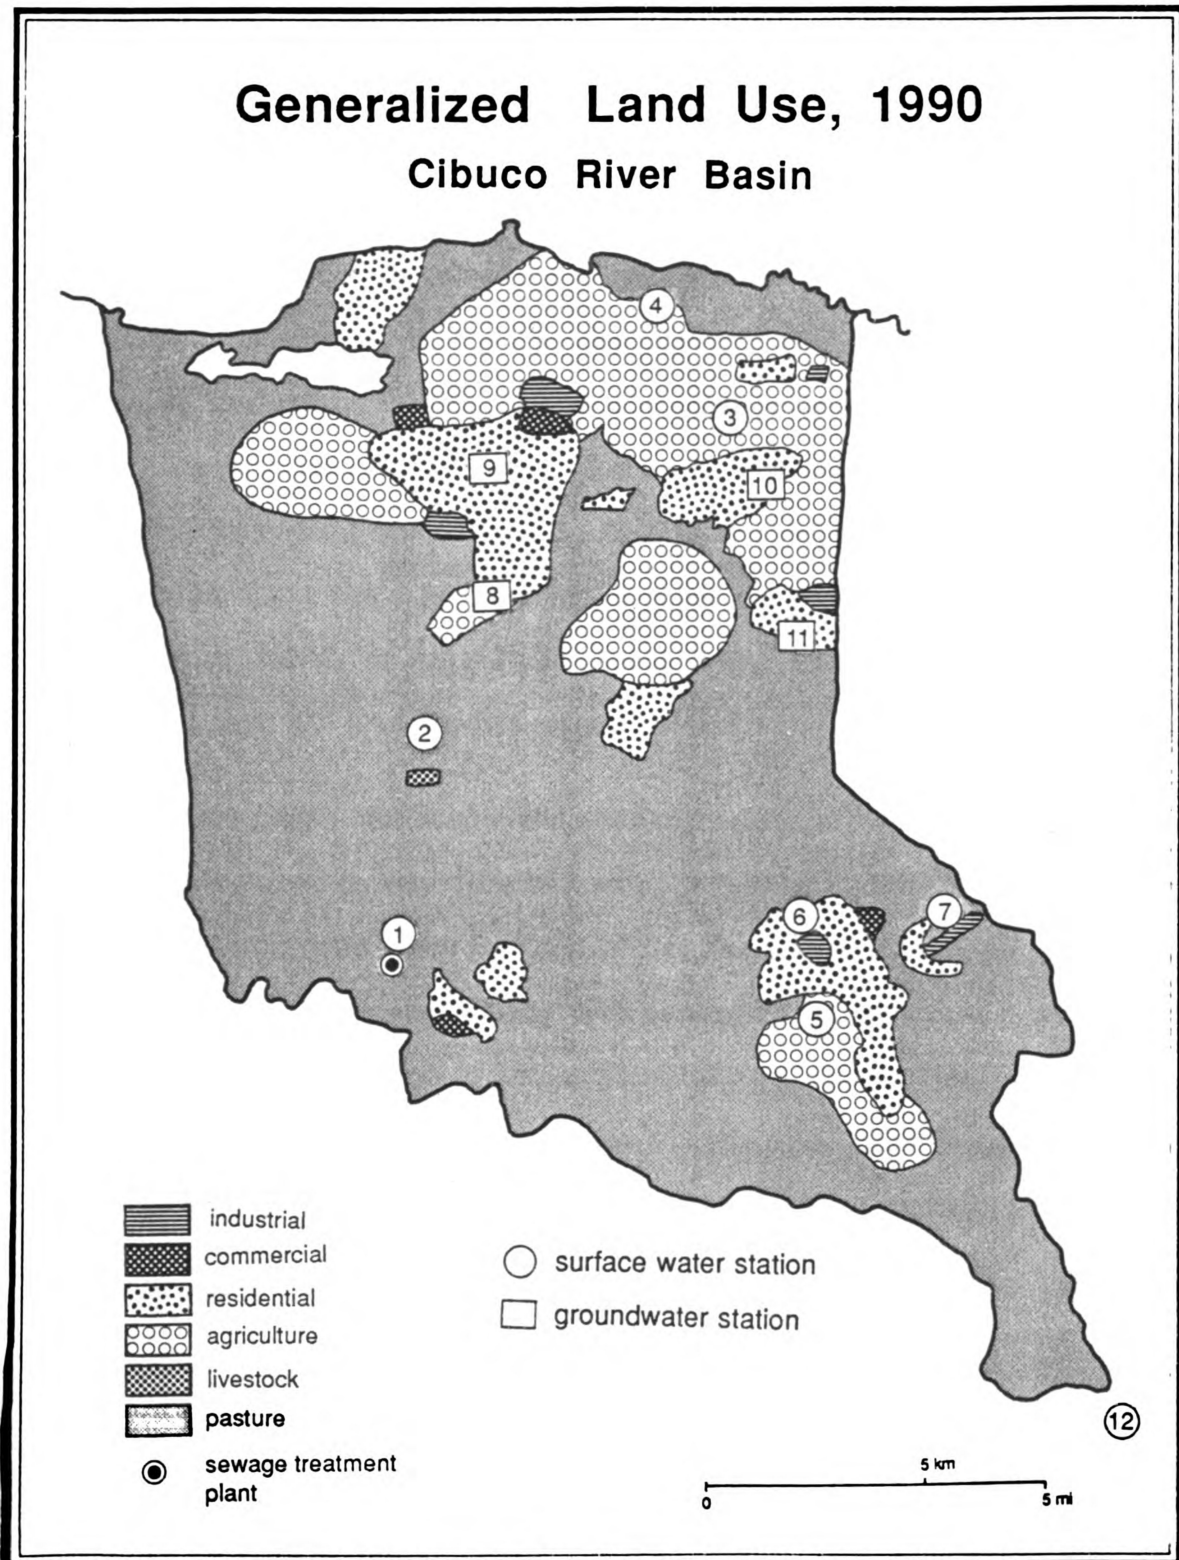 Generalized Land Use, 1990
Cibuco River Basin
4
3
9
10
8
11
2
6
7
1
5
industrial
commercial
residential
agriculture
livestock
pasture
sewage treatment
plant
surface water station
groundwater station
12
5 km
0
5 mi